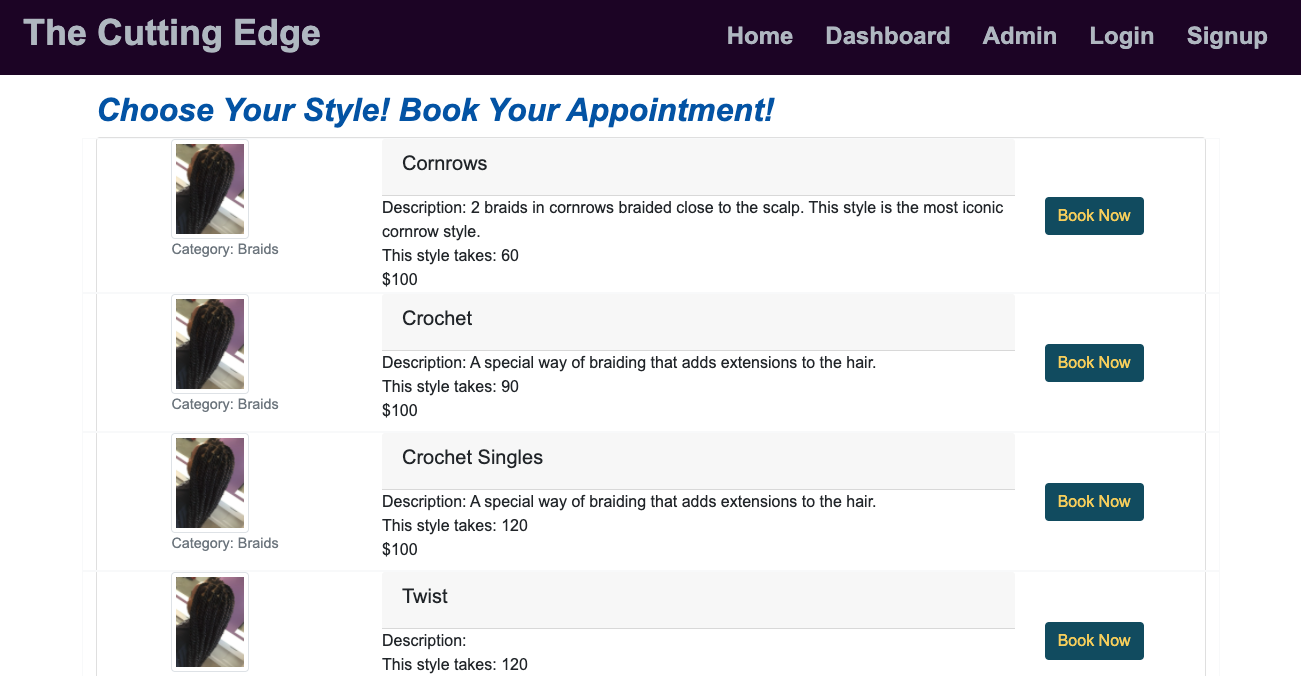 The Cutting Edge
Home Dashboard Admin Login Signup
Choose Your Style! Book Your Appointment!
Cornrows
Description: 2 braids in cornrows braided close to the scalp. This style is the most iconic
cornrow style.
This style takes: 60
$100
Category: Braids
Book Now
Crochet
Description: A special way of braiding that adds extensions to the hair.
This style takes: 90
$100
Category: Braids
Book Now
Crochet Singles
Description: A special way of braiding that adds extensions to the hair.
This style takes: 120
$100
Category: Braids
Book Now
Twist
Description:
This style takes: 120
Book Now